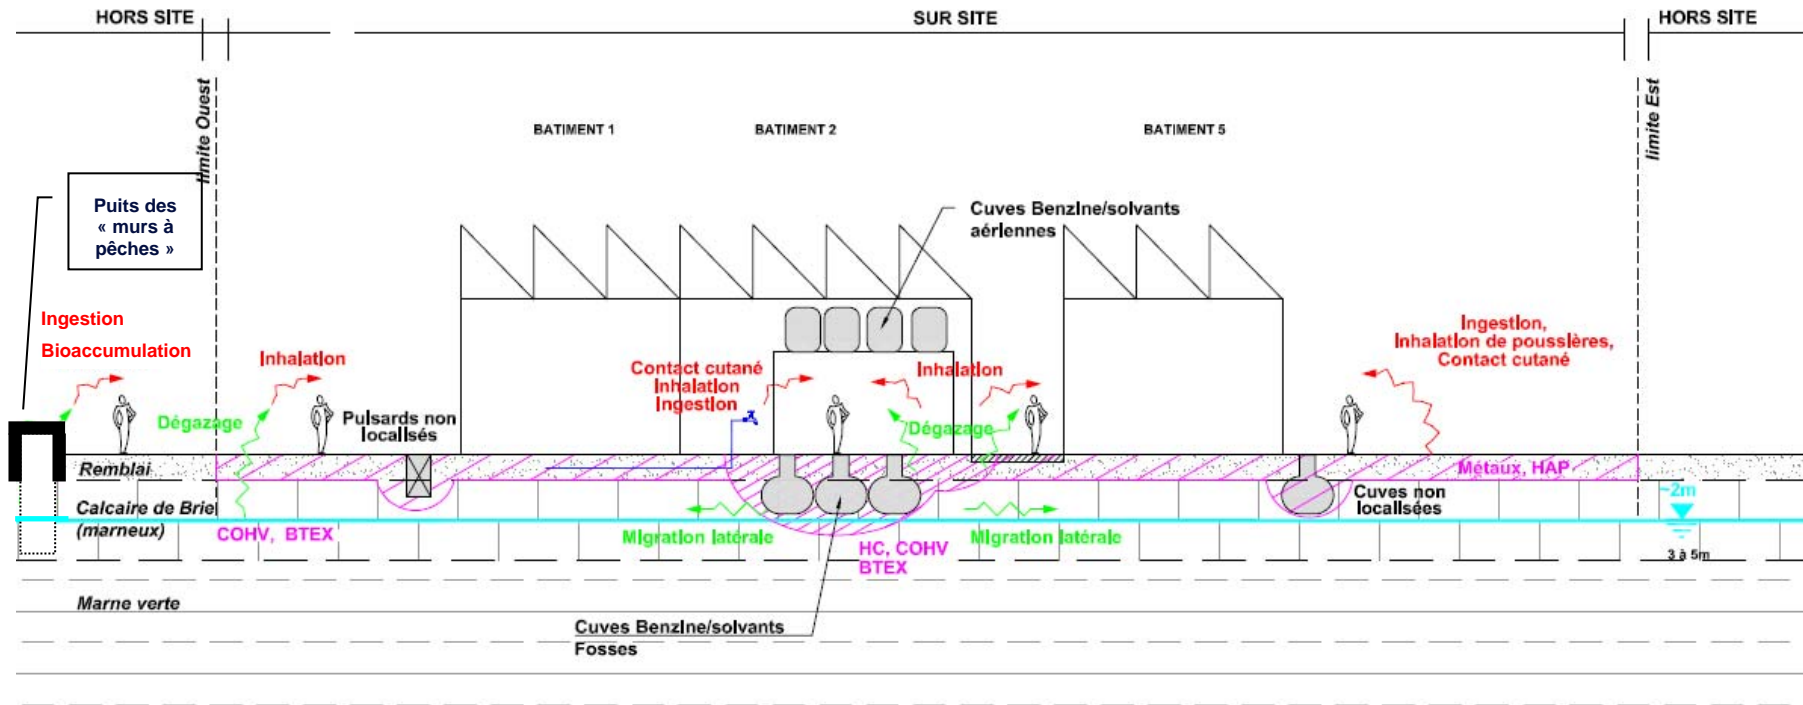 HORS SITE
SUR SITE
HORS SITE
limite Ouest
limite Est
BATIMENT 1
BATIMENT 2
BATIMENT 5
Puits des
« murs à
pêches »
Cuves Benzine/solvants
aériennes
Ingestion
Bioaccumulation
Inhalation
Contact cutané
Inhalation
Ingestion
Inhalation
Ingestion,
Inhalation de poussières,
Contact cutané
Dégazage
Puisards non
localisés
Dégazage
Remblai
Métaux, HAP
Calcaire de Brie
(marneux)
Cuves non
localisées
~2m
COHV, BTEX
Migration latérale
HC, COHV
BTEX
Migration latérale
3 à 5m
Marne verte
Cuves Benzine/solvants
Fosses